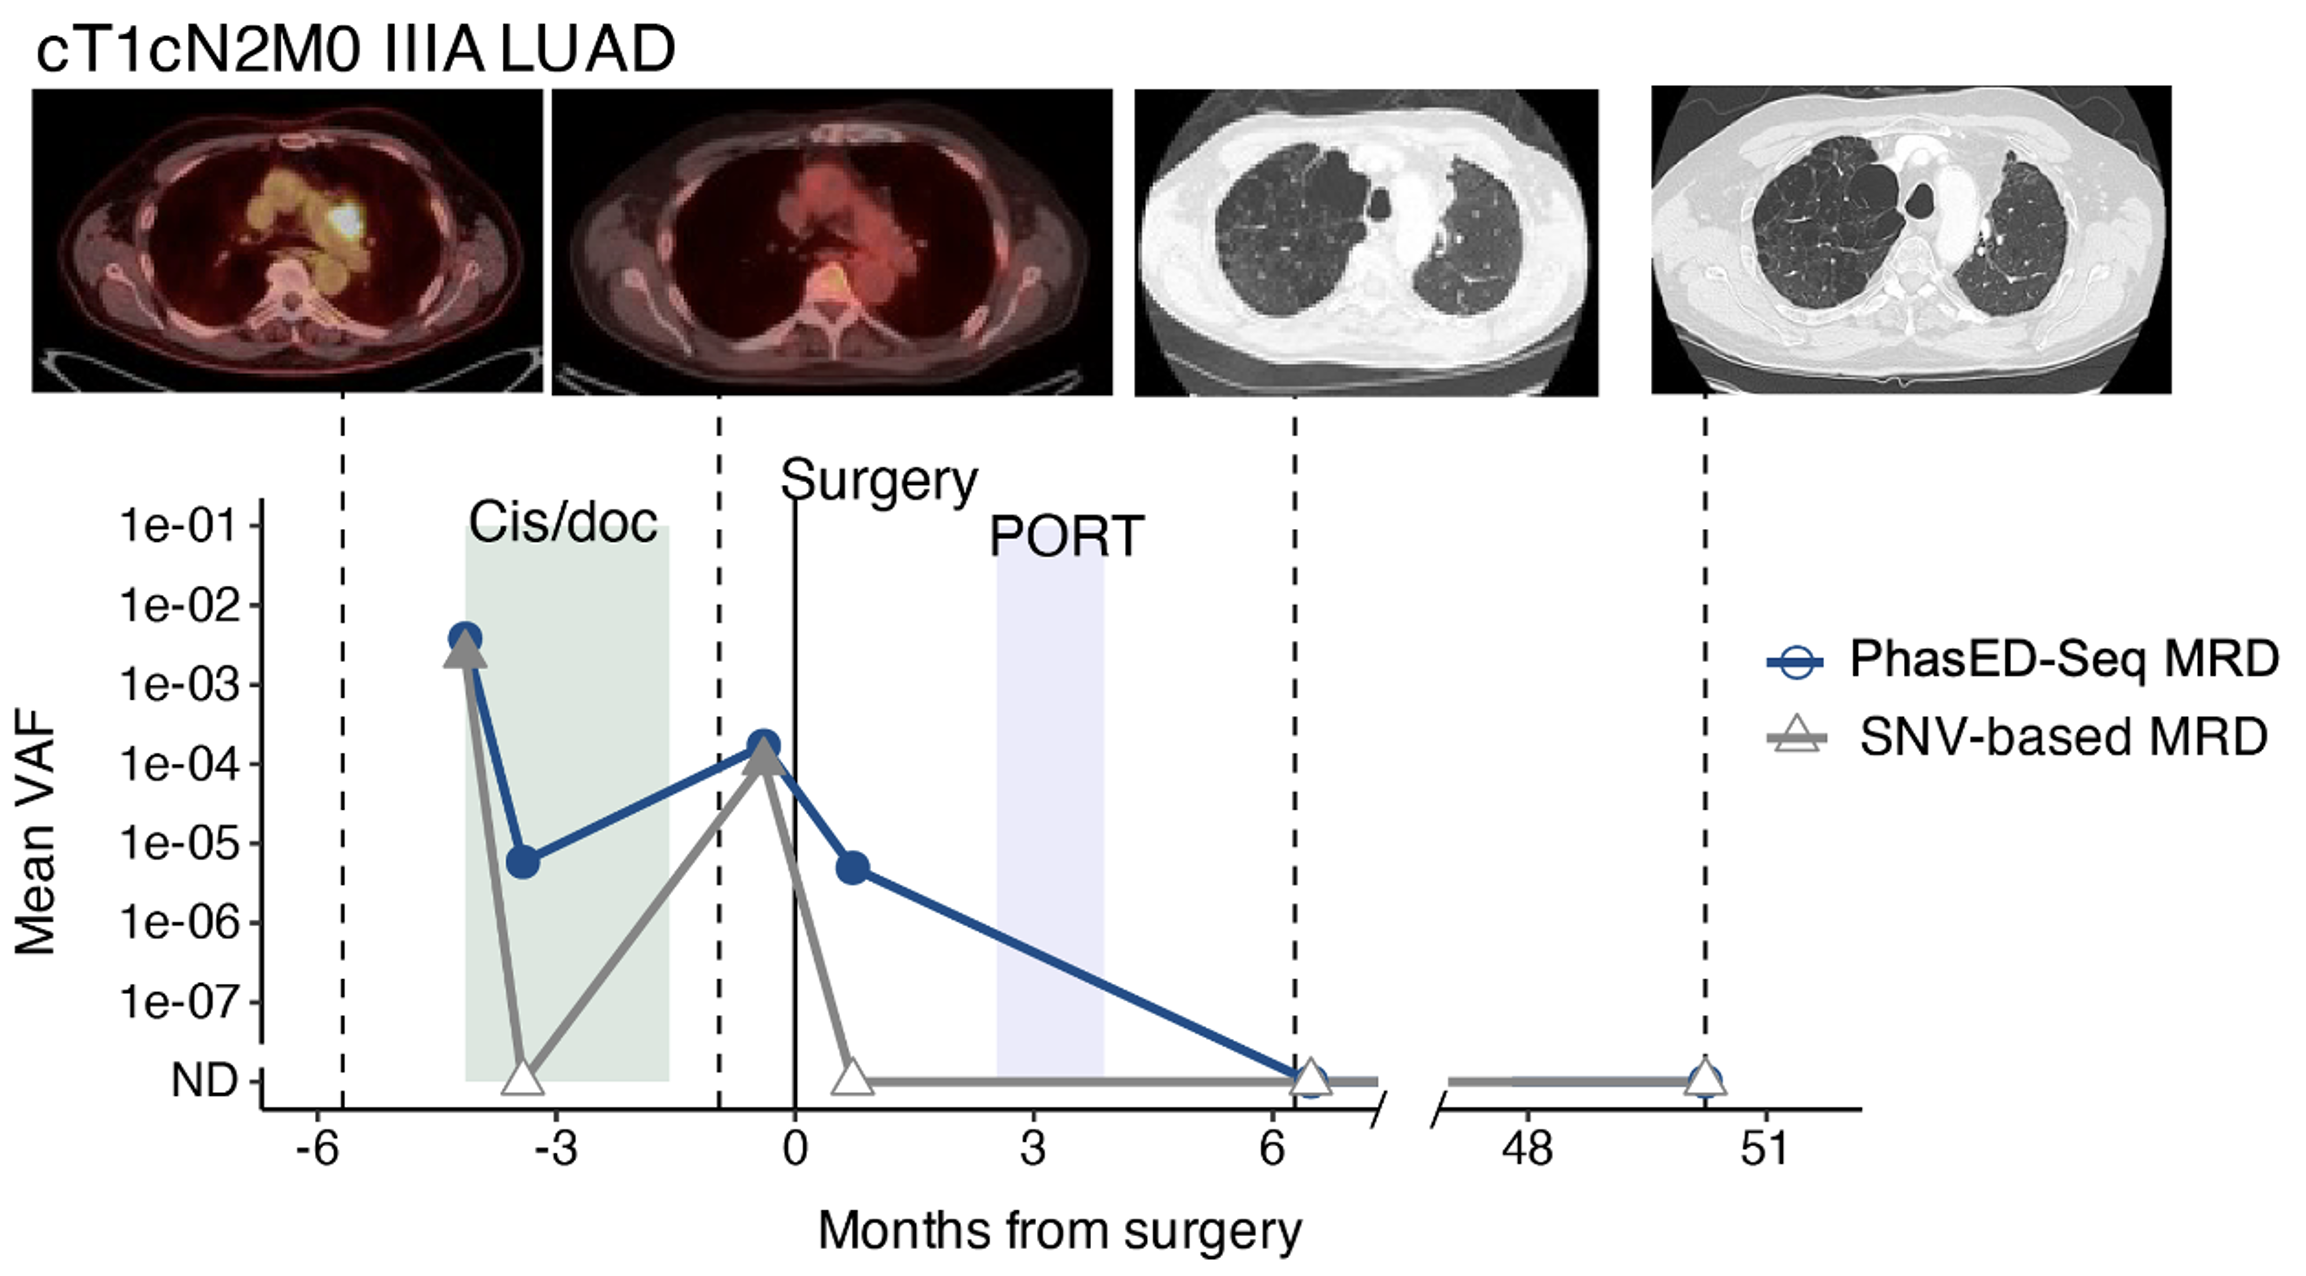 cT1cN2M0 IIIA LUAD
Surgery
Cis/doc
PORT
1e-01
1e-02
1e-03
1e-04
1e-05
1e-06
1e-07
ND
Mean VAF
PhasED-Seq MRD
SNV-based MRD
-6 -3 0 3 6 48 51
Months from surgery